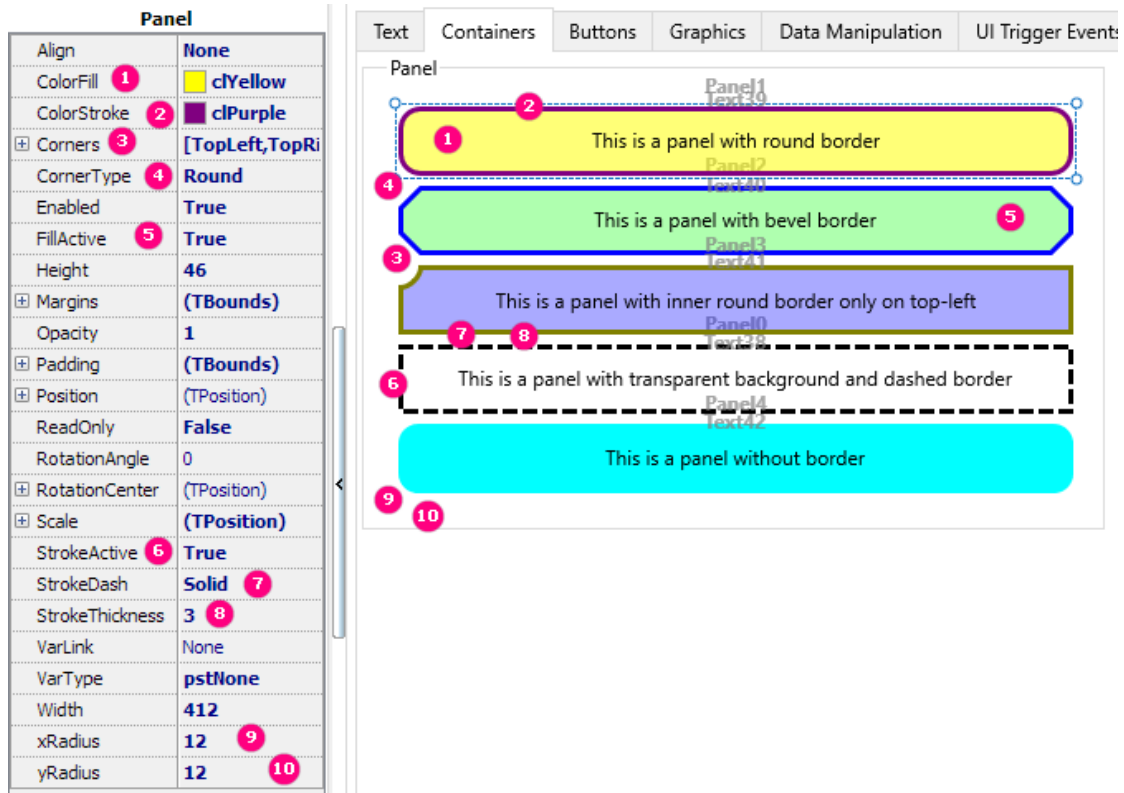 Panel
Align None
ColorFill 1 clYellow
ColorStroke 2 clPurple
Corners 3 [TopLeft,TopRi
CornerType 4 Round
Enabled True
FillActive 5 True
Height 46
Margins (TBounds)
Opacity 1
Padding (TBounds)
Position (TPosition)
ReadOnly False
RotationAngle 0
RotationCenter (TPosition)
Scale (TPosition)
StrokeActive 6 True
StrokeDash Solid 7
StrokeThickness 3 8
VarLink None
VarType pstNone
Width 412
xRadius 12 9
yRadius 12 10
Text Containers Buttons Graphics Data Manipulation UI Trigger Events
Panel
Panel1
Text39
2
1 This is a panel with round border
Panel2
4 Text40
This is a panel with bevel border 5
Panel3
3 Text41
This is a panel with inner round border only on top-left
Panel0
7 8 Text38
6 This is a panel with transparent background and dashed border
Panel4
Text42
This is a panel without border
9 10